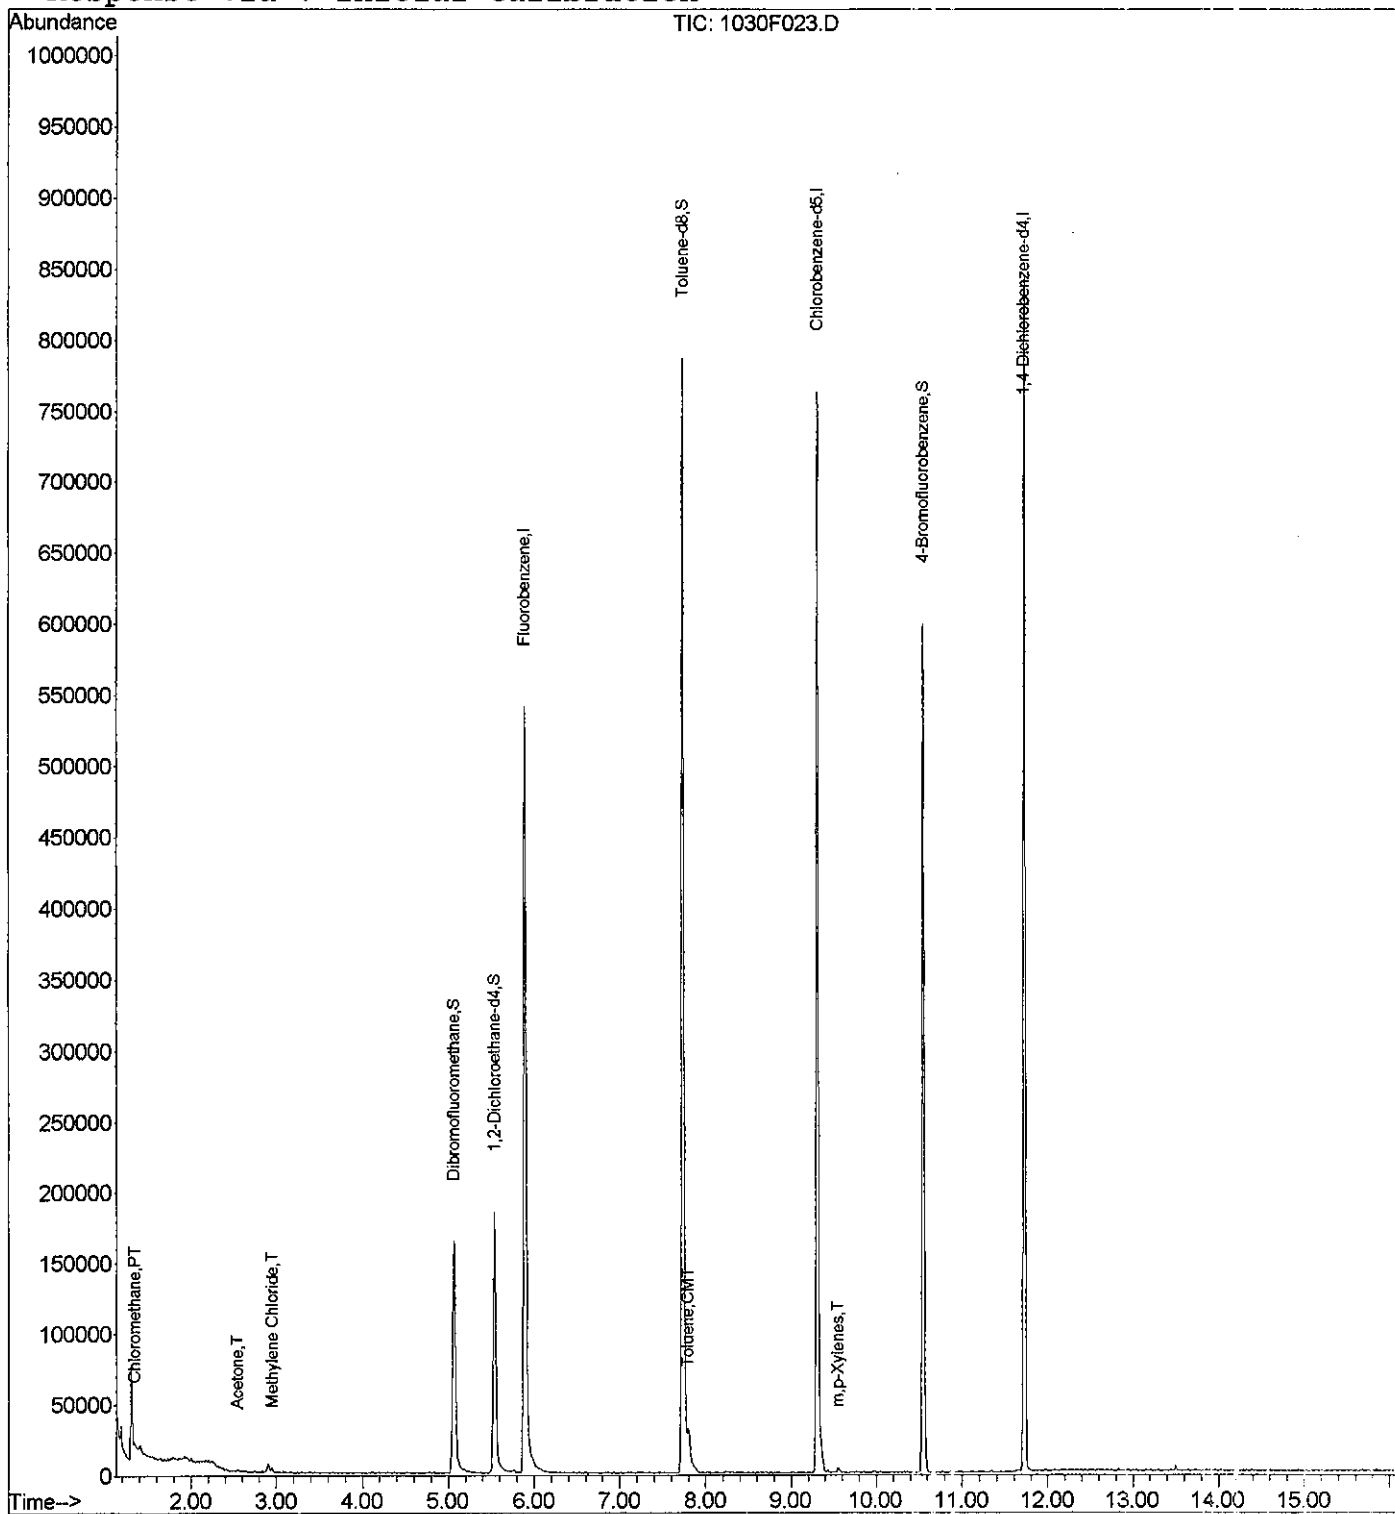 Response via : Initial Calibration
Abundance
TIC: 1030F023.D
1000000
950000
900000
850000
800000
750000
700000
650000
600000
550000
500000
450000
400000
350000
300000
250000
200000
150000
100000
50000
0
Chloromethane,PT
Acetone,T
Methylene Chloride,T
Dibromofluoromethane,S
1,2-Dichloroethane-d4,S
Fluorobenzene,I
Toluene-d8,S
Toluene,CMT
Chlorobenzene-d5,I
m,p-Xylenes,T
4-Bromofluorobenzene,S
1,4-Dichlorobenzene-d4,I
Time--> 2.00 3.00 4.00 5.00 6.00 7.00 8.00 9.00 10.00 11.00 12.00 13.00 14.00 15.00